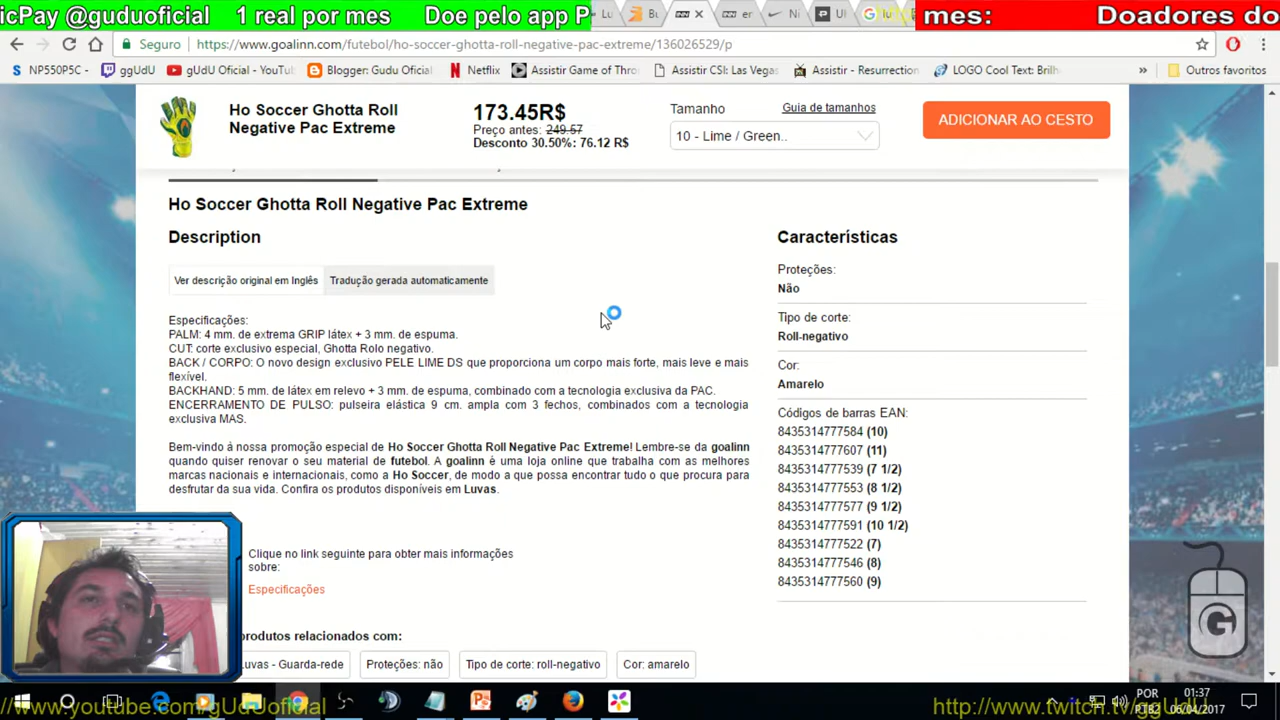 icPay @guduoficial 1 real por mes Doe pelo app P
mes: Doadores do
Seguro https://www.goalinn.com/futebol/ho-soccer-ghotta-roll-negative-pac-extreme/136026529/p
NP550P5C - ggUdU gUdU Oficial - YouTu Blogger: Gudu Oficial Netflix Assistir Game of Thro Assistir CSI: Las Vegas Assistir - Resurrection LOGO Cool Text: Brilh » Outros favoritos
Ho Soccer Ghotta Roll
Negative Pac Extreme
173.45R$
Preço antes: 249.57
Desconto 30.50%: 76.12 R$
Tamanho Guia de tamanhos
10 - Lime / Green..
ADICIONAR AO CESTO
Ho Soccer Ghotta Roll Negative Pac Extreme
Description
Ver descrição original em Inglês Tradução gerada automaticamente
Especificações:
PALM: 4 mm. de extrema GRIP látex + 3 mm. de espuma.
CUT: corte exclusivo especial, Ghotta Rolo negativo.
BACK / CORPO: O novo design exclusivo PELE LIME DS que proporciona um corpo mais forte, mais leve e mais
flexível.
BACKHAND: 5 mm. de látex em relevo + 3 mm. de espuma, combinado com a tecnologia exclusiva da PAC.
ENCERRAMENTO DE PULSO: pulseira elástica 9 cm. ampla com 3 fechos, combinados com a tecnologia
exclusiva MAS.
Bem-vindo à nossa promoção especial de Ho Soccer Ghotta Roll Negative Pac Extreme! Lembre-se da goalinn
quando quiser renovar o seu material de futebol. A goalinn é uma loja online que trabalha com as melhores
marcas nacionais e internacionais, como a Ho Soccer, de modo a que possa encontrar tudo o que procura para
desfrutar da sua vida. Confira os produtos disponíveis em Luvas.
Clique no link seguinte para obter mais informações
sobre:
Especificações
produtos relacionados com:
Luvas - Guarda-rede Proteções: não Tipo de corte: roll-negativo Cor: amarelo
Características
Proteções:
Não
Tipo de corte:
Roll-negativo
Cor:
Amarelo
Códigos de barras EAN:
8435314777584 (10)
8435314777607 (11)
8435314777539 (7 1/2)
8435314777553 (8 1/2)
8435314777577 (9 1/2)
8435314777591 (10 1/2)
8435314777522 (7)
8435314777546 (8)
8435314777560 (9)
G
//www.youtube.com/gUdUoficial
http://www.twitch.tv/ggUdU
POR
PTB2
01:37
06/04/2017